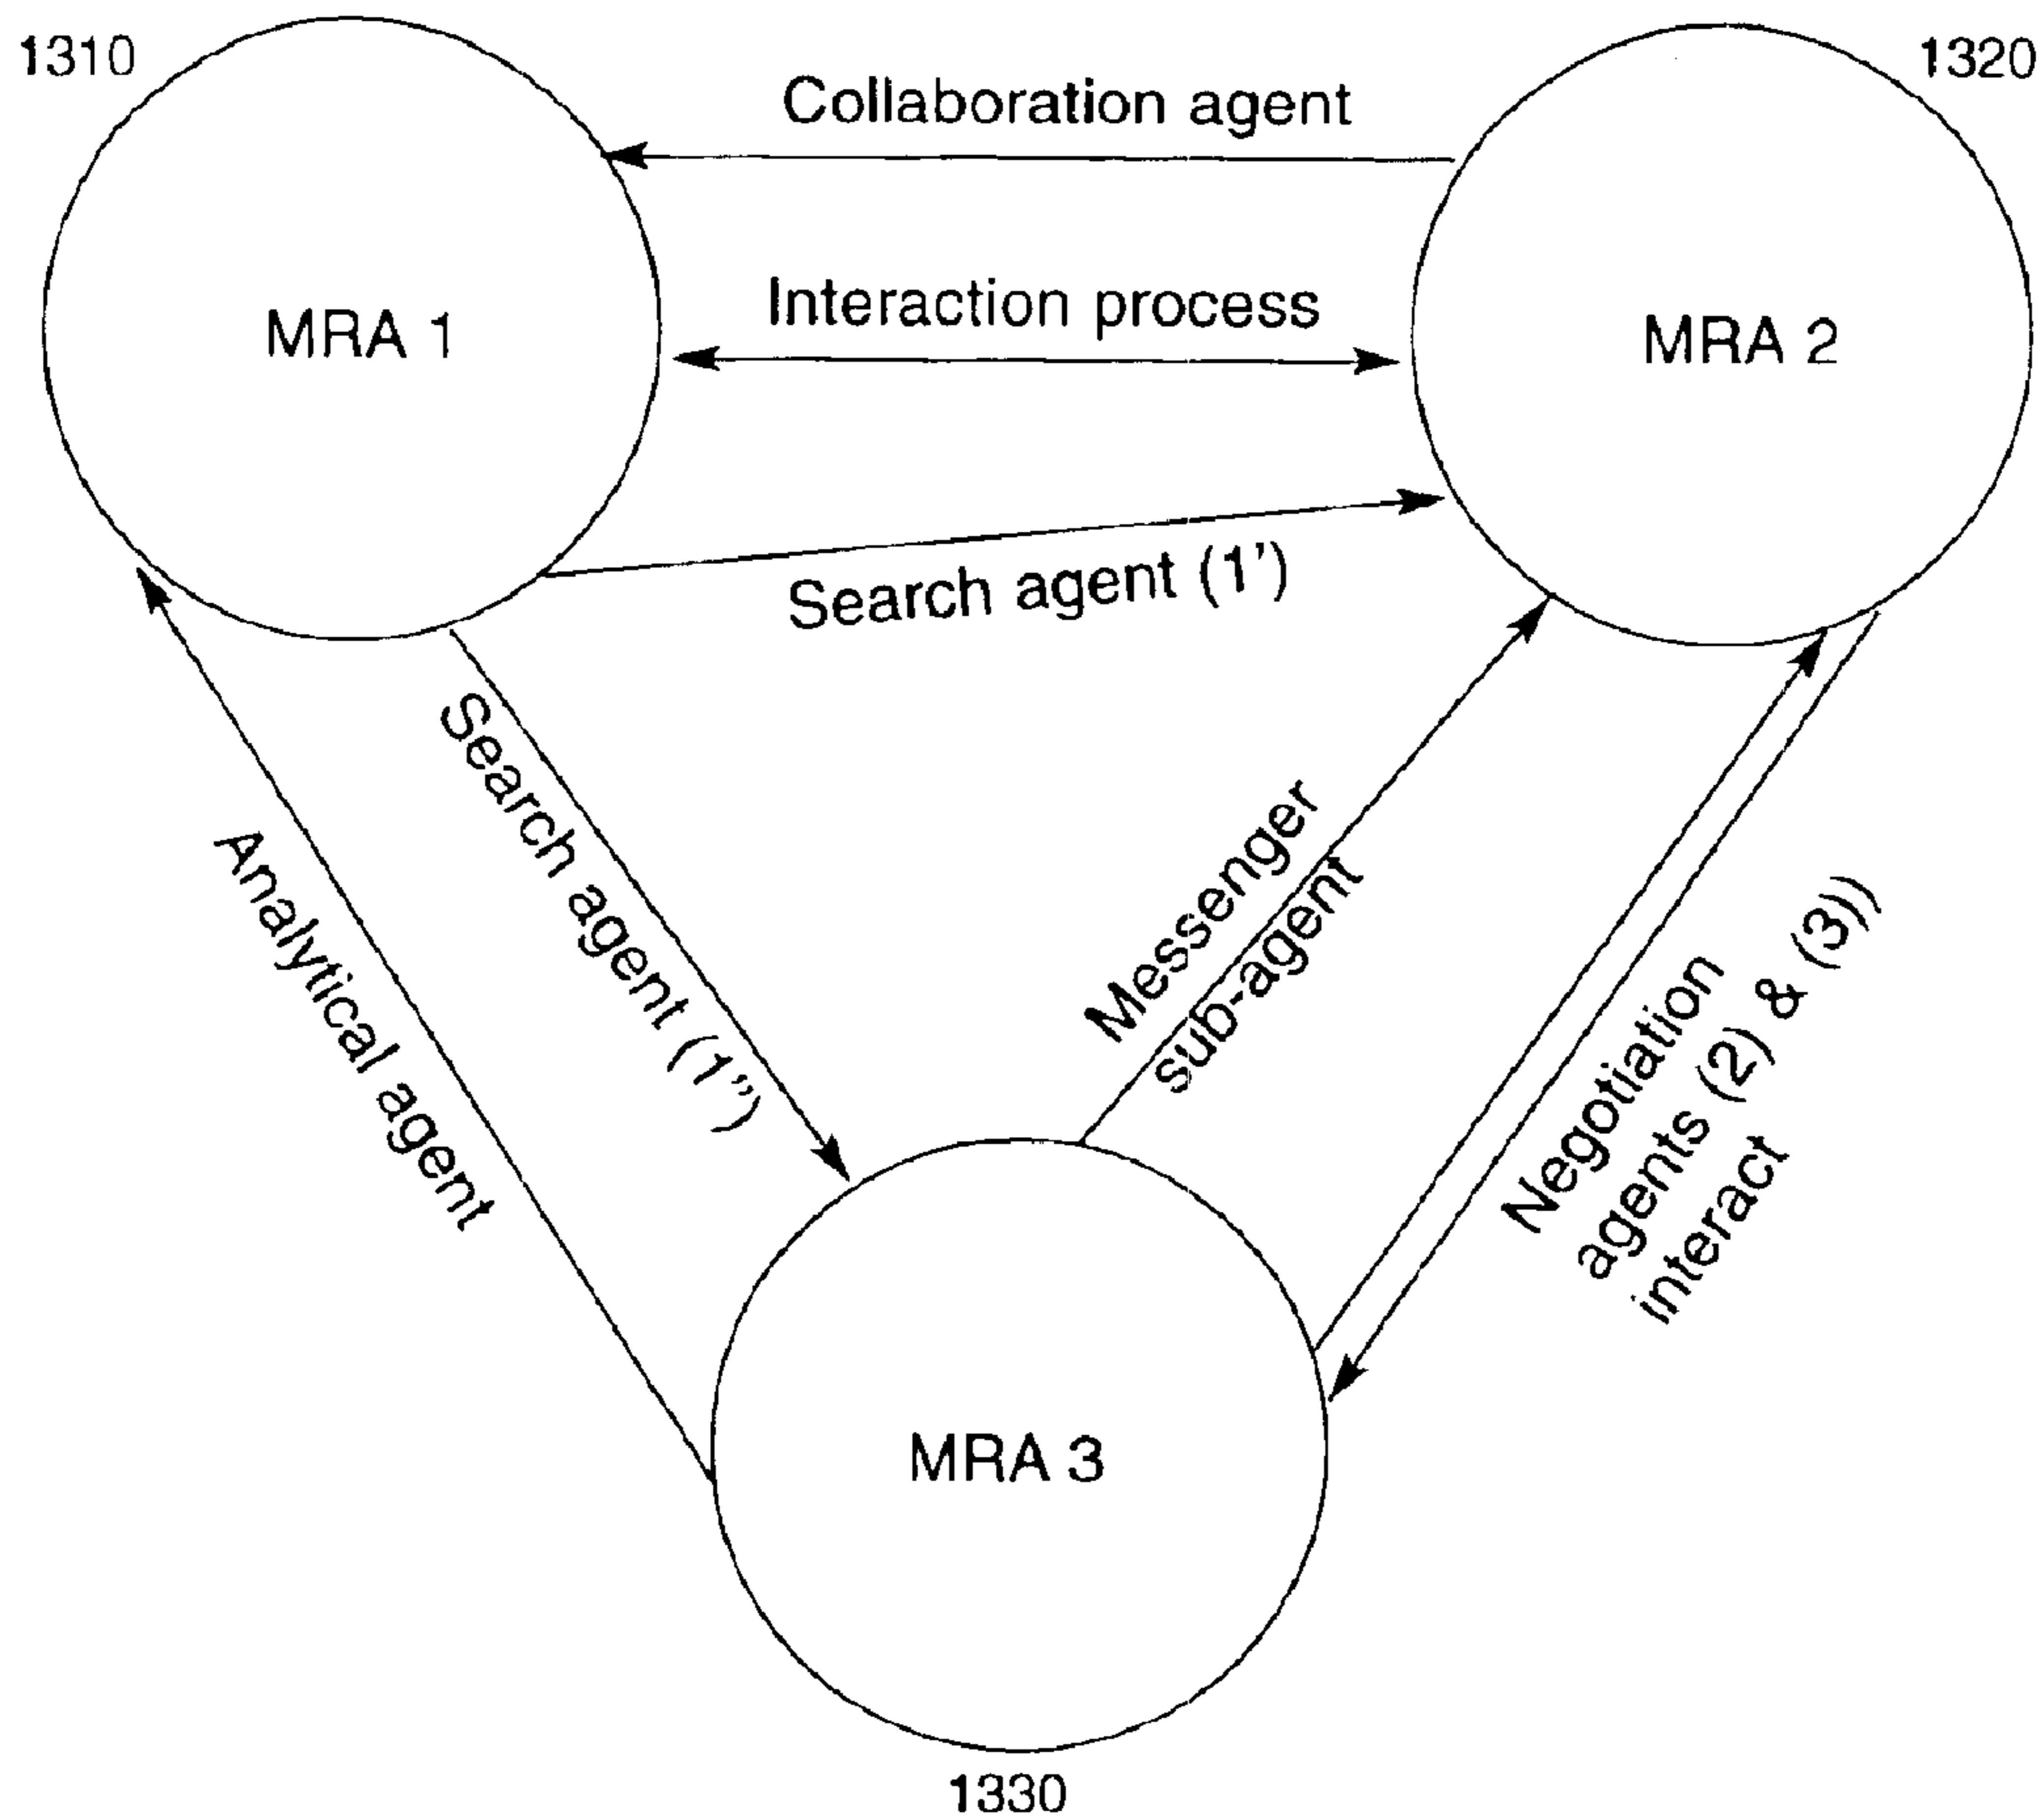 1310
1320
Collaboration agent
MRA 1
Interaction process
MRA 2
Search agent (1')
Search agent (1")
Analytical agent
Messenger
sub-agent
Negotiation
agents (2) & (3))
interact
MRA 3
1330